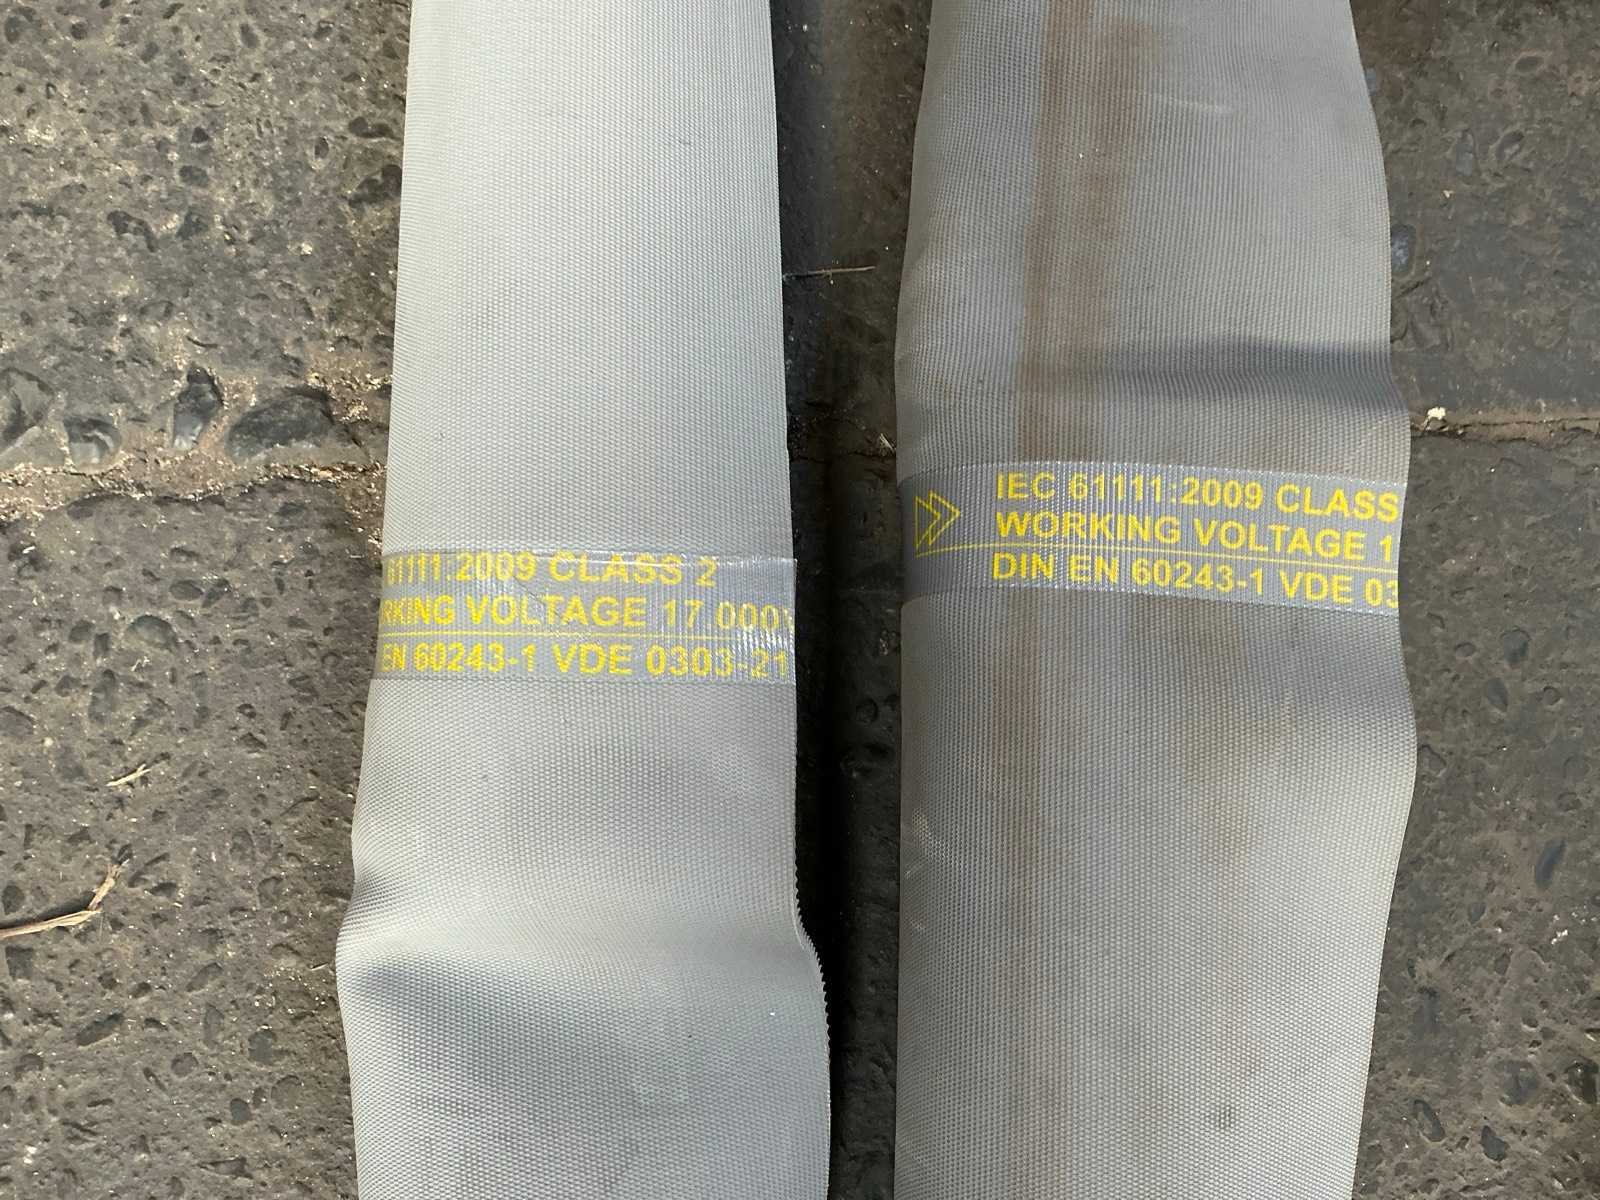 61111:2009 CLASS 2
WORKING VOLTAGE 17.000V
EN 60243-1 VDE 0303-21
IEC 61111:2009 CLASS
WORKING VOLTAGE 1
DIN EN 60243-1 VDE 03